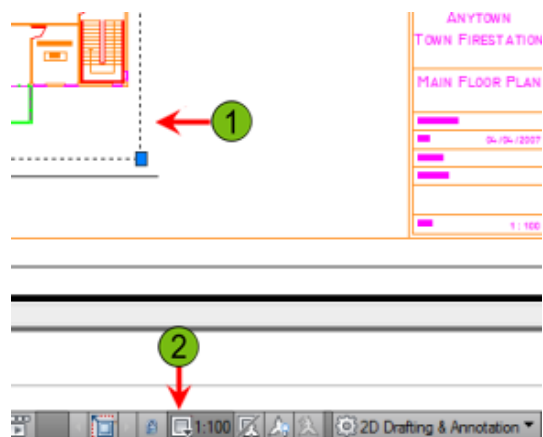 ANYTOWN
TOWN FIRESTATION
MAIN FLOOR PLAN
1
04/04/2007
1:100
2
1:100
2D Drafting & Annotation